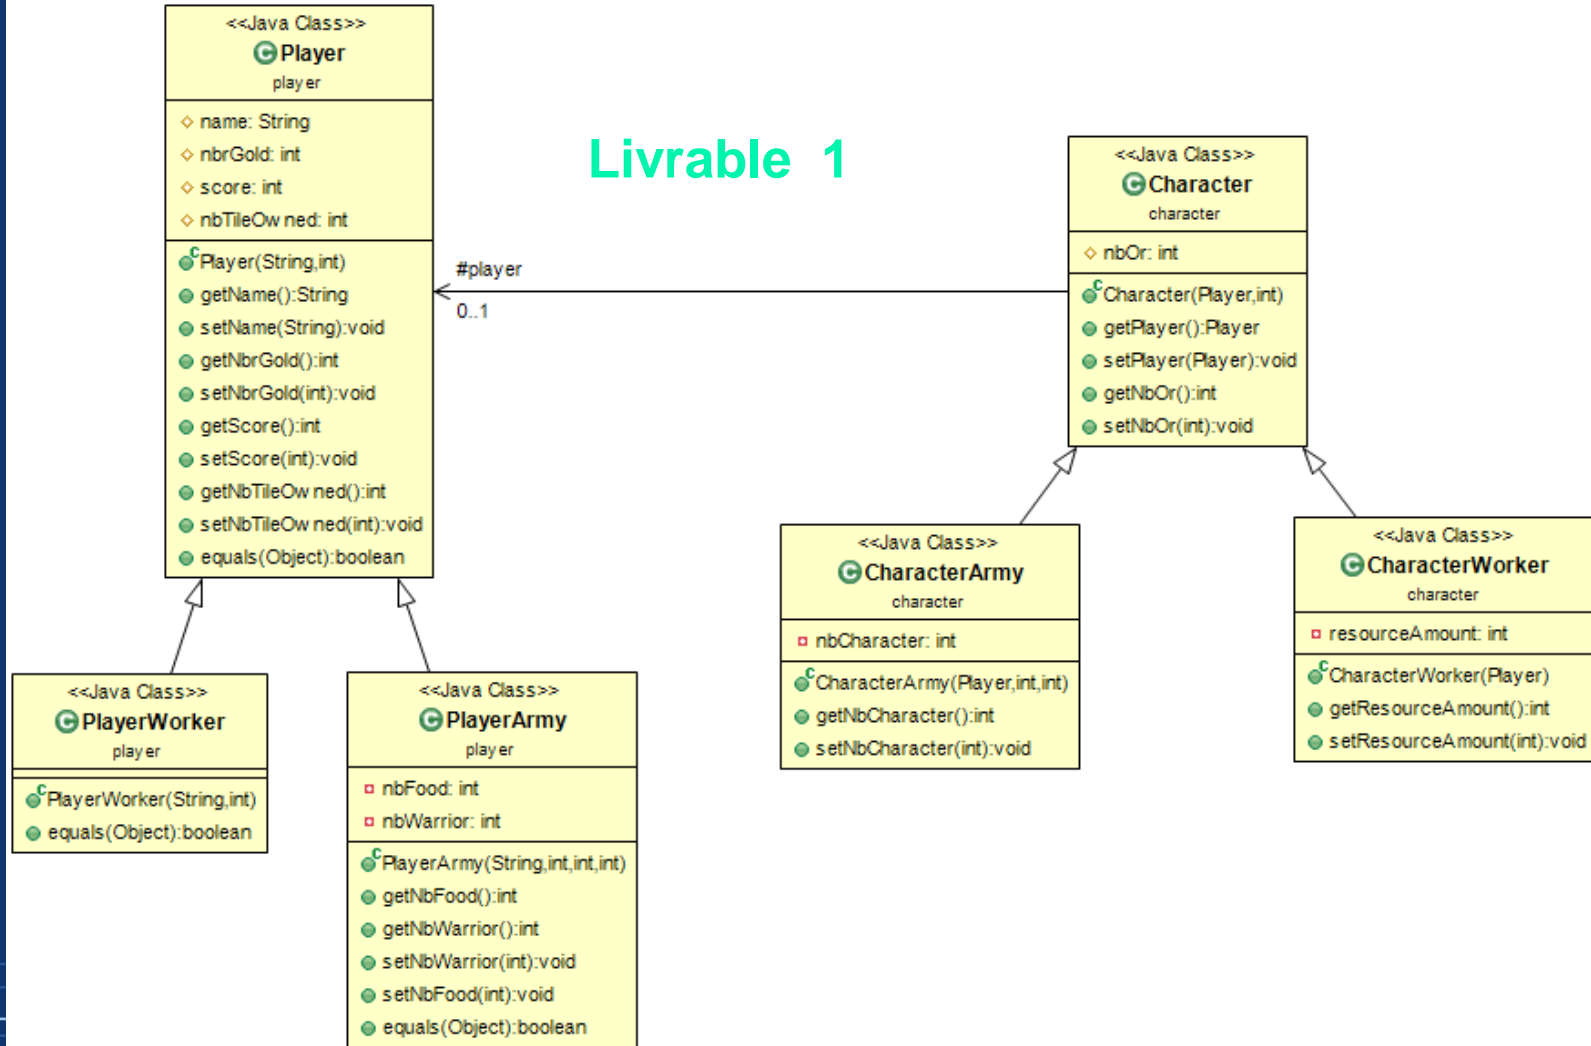 <<Java Class>>
Player
player
name: String
nbrGold: int
score: int
nbTileOwned: int
Player(String,int)
getName():String
setName(String):void
getNbrGold():int
setNbrGold(int):void
getScore():int
setScore(int):void
getNbTileOwned():int
setNbTileOwned(int):void
equals(Object):boolean
Livrable 1
#player
0..1
<<Java Class>>
Character
character
nbOr: int
Character(Player,int)
getPlayer():Player
setPlayer(Player):void
getNbOr():int
setNbOr(int):void
<<Java Class>>
PlayerWorker
player
PlayerWorker(String,int)
equals(Object):boolean
<<Java Class>>
PlayerArmy
player
nbFood: int
nbWarrior: int
PlayerArmy(String,int,int,int)
getNbFood():int
getNbWarrior():int
setNbWarrior(int):void
setNbFood(int):void
equals(Object):boolean
<<Java Class>>
CharacterArmy
character
nbCharacter: int
CharacterArmy(Player,int,int)
getNbCharacter():int
setNbCharacter(int):void
<<Java Class>>
CharacterWorker
character
resourceAmount: int
CharacterWorker(Player)
getResourceAmount():int
setResourceAmount(int):void